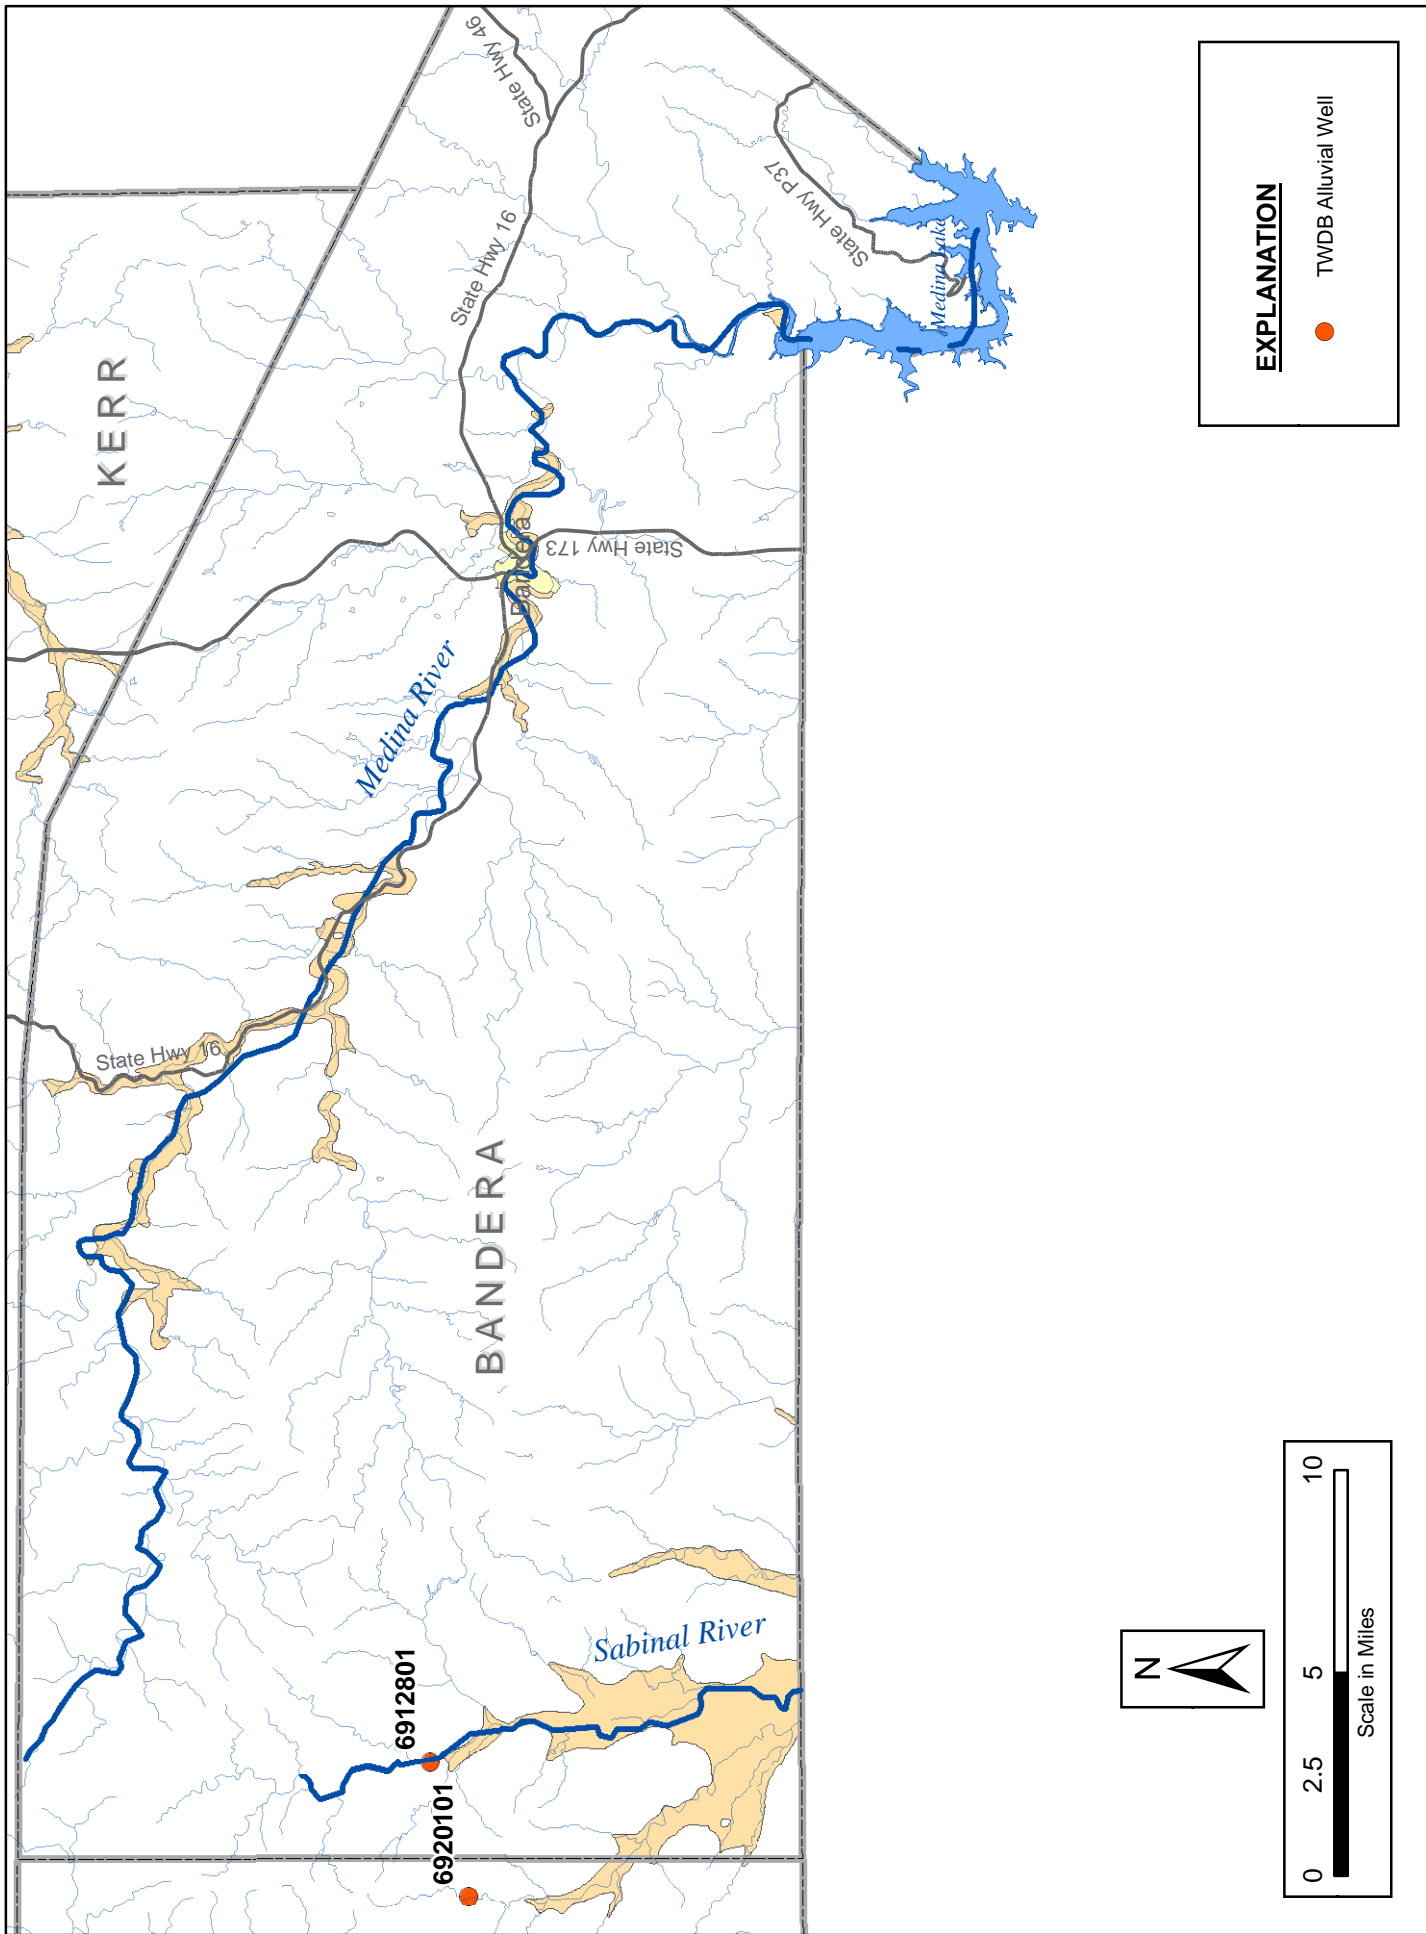 State Hwy 46
KERR
State Hwy 16
State Hwy P37
Medina Lake
Bandera
State Hwy 173
Medina River
State Hwy 16
BANDERA
Sabinal River
6912801
6920101
EXPLANATION
TWDB Alluvial Well
N
0 2.5 5 10
Scale in Miles